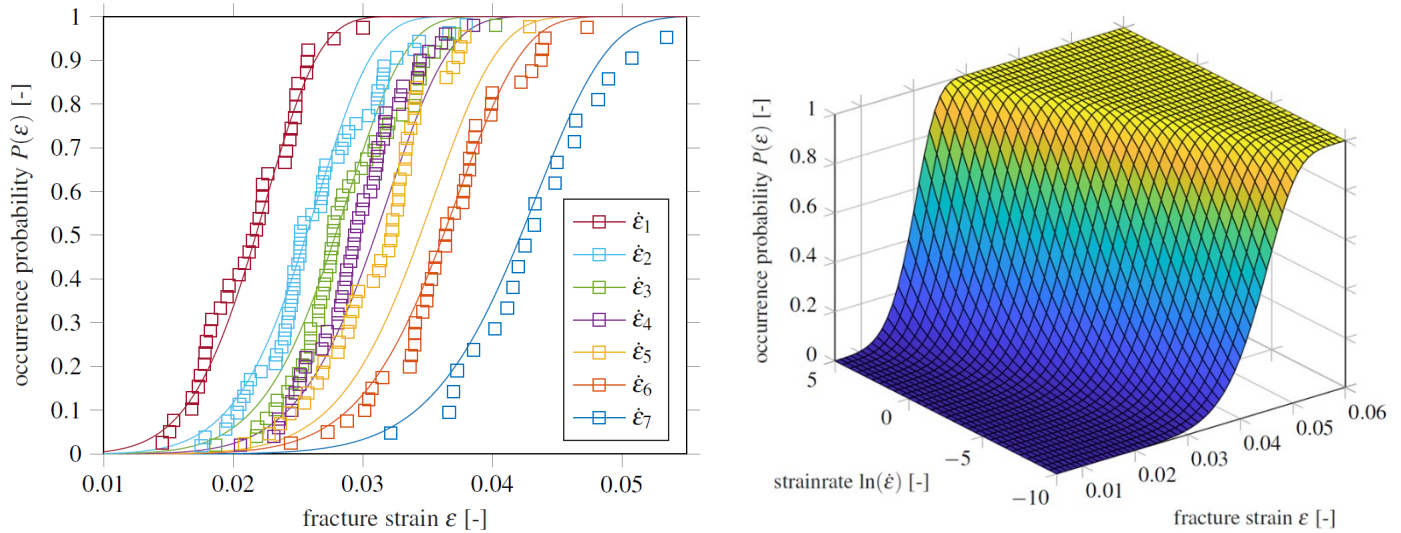 occurrence probability P(ε) [-]
1
0.9
0.8
0.7
0.6
0.5
0.4
0.3
0.2
0.1
0
0.01
0.02
0.03
0.04
0.05
fracture strain ε [-]
ε̇₁
ε̇₂
ε̇₃
ε̇₄
ε̇₅
ε̇₆
ε̇₇
occurrence probability P(ε) [-]
1
0.8
0.6
0.4
0.2
0
5
0
−5
−10
strainrate ln(ε̇) [-]
0.01
0.02
0.03
0.04
0.05
0.06
fracture strain ε [-]